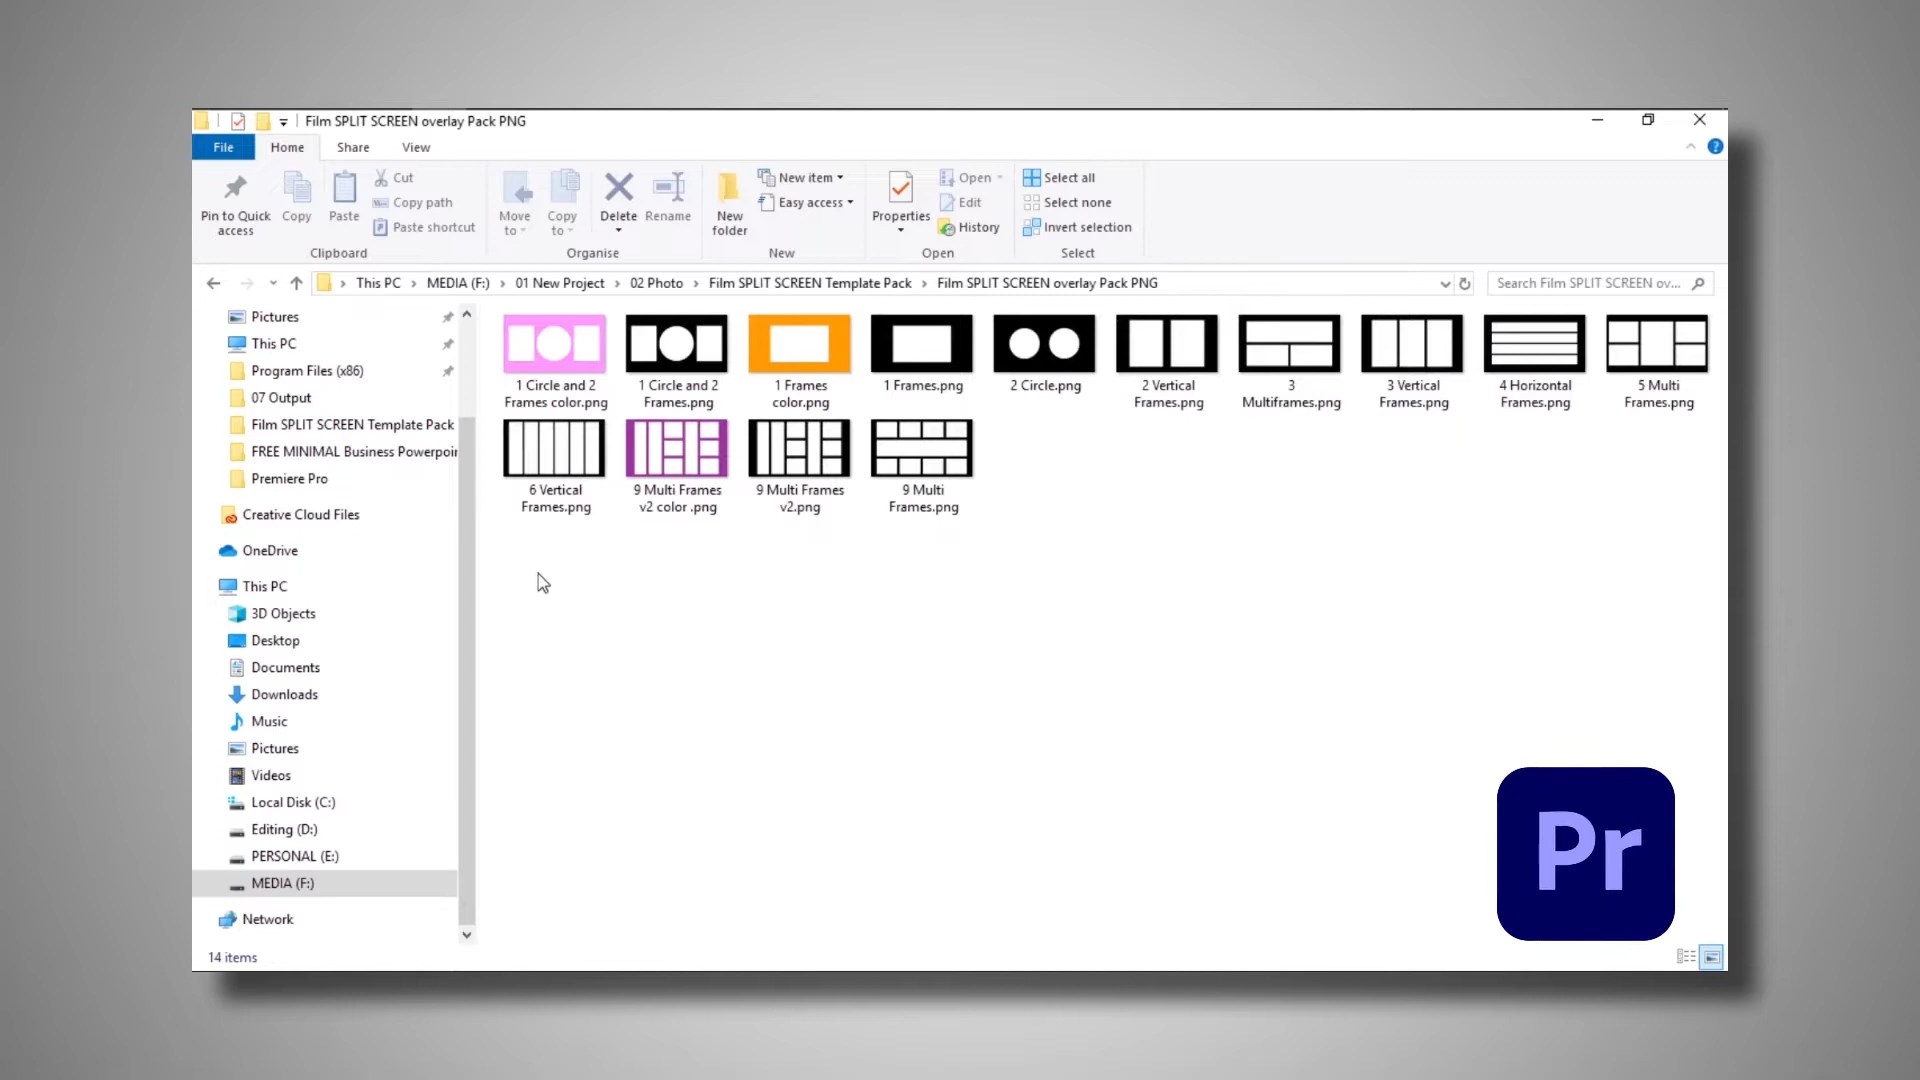 Film SPLIT SCREEN overlay Pack PNG
File
Home
Share
View
Pin to Quick
access
Copy
Paste
Cut
Copy path
Paste shortcut
Clipboard
Move
to
Copy
to
Delete
Rename
Organise
New
folder
New item
Easy access
New
Properties
Open
Edit
History
Open
Select all
Select none
Invert selection
Select
This PC
MEDIA (F:)
01 New Project
02 Photo
Film SPLIT SCREEN Template Pack
Film SPLIT SCREEN overlay Pack PNG
Search Film SPLIT SCREEN ov...
Pictures
This PC
Program Files (x86)
07 Output
Film SPLIT SCREEN Template Pack
FREE MINIMAL Business Powerpoin
Premiere Pro
Creative Cloud Files
OneDrive
This PC
3D Objects
Desktop
Documents
Downloads
Music
Pictures
Videos
Local Disk (C:)
Editing (D:)
PERSONAL (E:)
MEDIA (F:)
Network
1 Circle and 2
Frames color.png
1 Circle and 2
Frames.png
1 Frames
color.png
1 Frames.png
2 Circle.png
2 Vertical
Frames.png
3
Multiframes.png
3 Vertical
Frames.png
4 Horizontal
Frames.png
5 Multi
Frames.png
6 Vertical
Frames.png
9 Multi Frames
v2 color .png
9 Multi Frames
v2.png
9 Multi
Frames.png
Pr
14 items